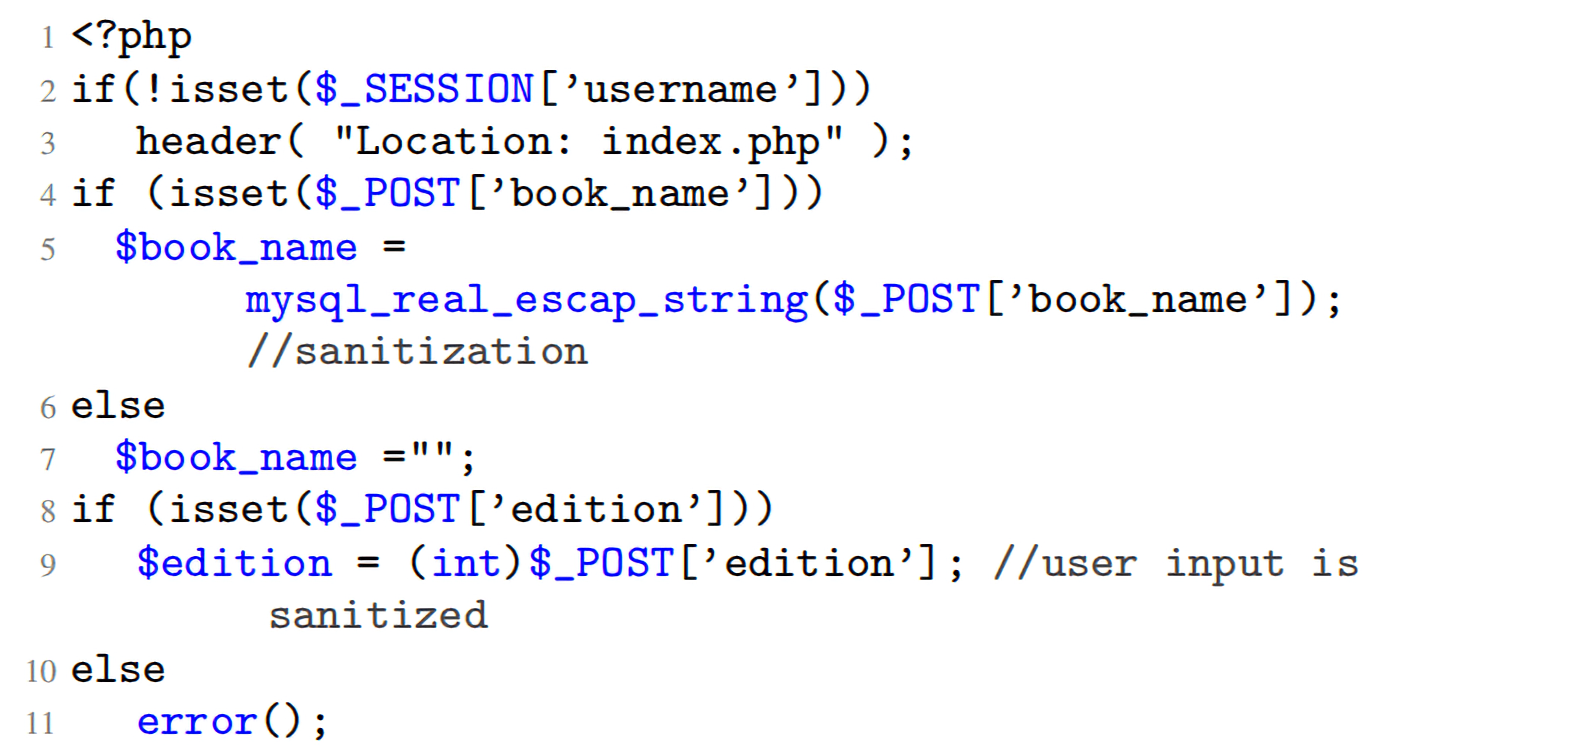 1 <?php
2 if(!isset($_SESSION[’username’]))
3 header( "Location: index.php" );
4 if (isset($_POST[’book_name’]))
5 $book_name =
mysql_real_escap_string($_POST[’book_name’]);
//sanitization
6 else
7 $book_name ="";
8 if (isset($_POST[’edition’]))
9 $edition = (int)$_POST[’edition’]; //user input is
sanitized
10 else
11 error();